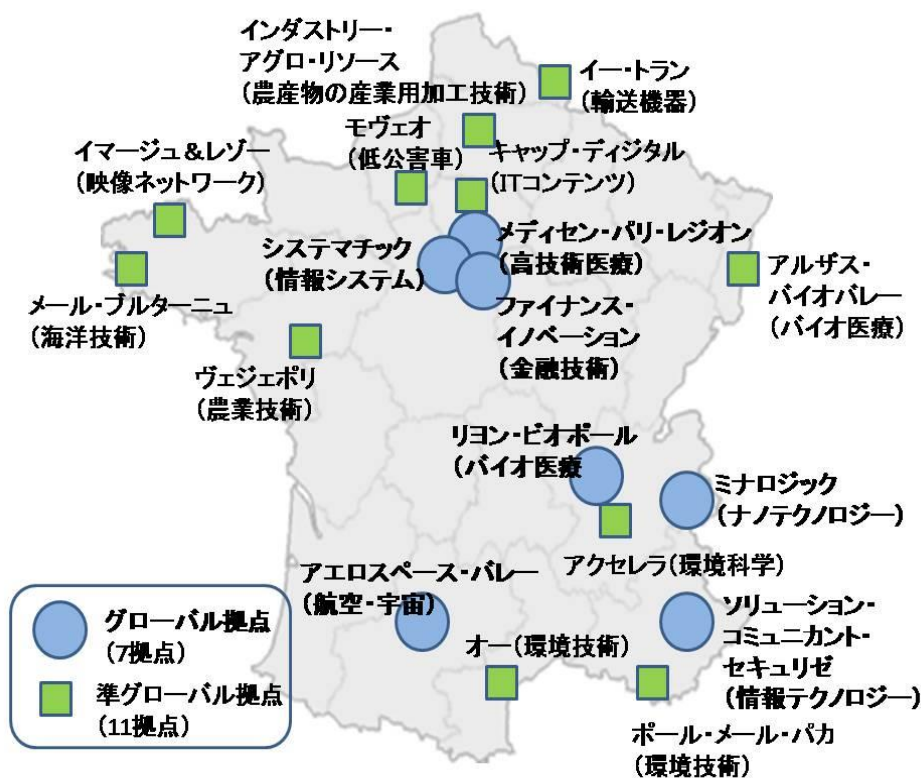 インダストリー・
アグロ・リソース
(農産物の産業用加工技術)
イー・トラン
(輸送機器)
モヴェオ
(低公害車)
キャップ・ディジタル
(ITコンテンツ)
イマージュ&レゾー
(映像ネットワーク)
システマチック
(情報システム)
メディセン・パリ・レジオン
(高技術医療)
アルザス・
バイオバレー
(バイオ医療)
メール・ブルターニュ
(海洋技術)
ファイナンス・
イノベーション
(金融技術)
ヴェジェポリ
(農業技術)
リヨン・ビオポール
(バイオ医療
ミナロジック
(ナノテクノロジー)
アクセレラ(環境科学)
アエロスペース・バレー
(航空・宇宙)
ソリューション・
コミュニカント・
セキュリゼ
(情報テクノロジー)
オー(環境技術)
ポール・メール・パカ
(環境技術)
グローバル拠点
(7拠点)
準グローバル拠点
(11拠点)